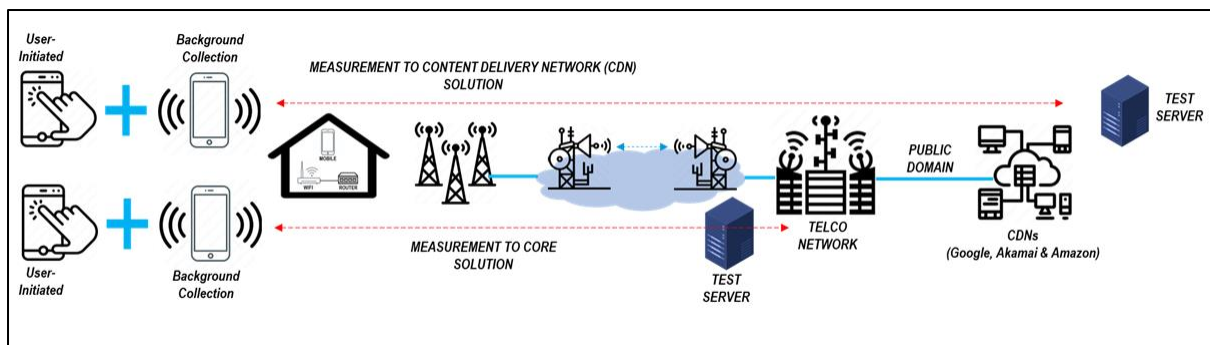 User-
Initiated
Background
Collection
MEASUREMENT TO CONTENT DELIVERY NETWORK (CDN)
SOLUTION
TEST
SERVER
MOBILE
WIFI
ROUTER
PUBLIC
DOMAIN
TELCO
NETWORK
CDNs
(Google, Akamai & Amazon)
MEASUREMENT TO CORE
SOLUTION
User-
Initiated
Background
Collection
TEST
SERVER